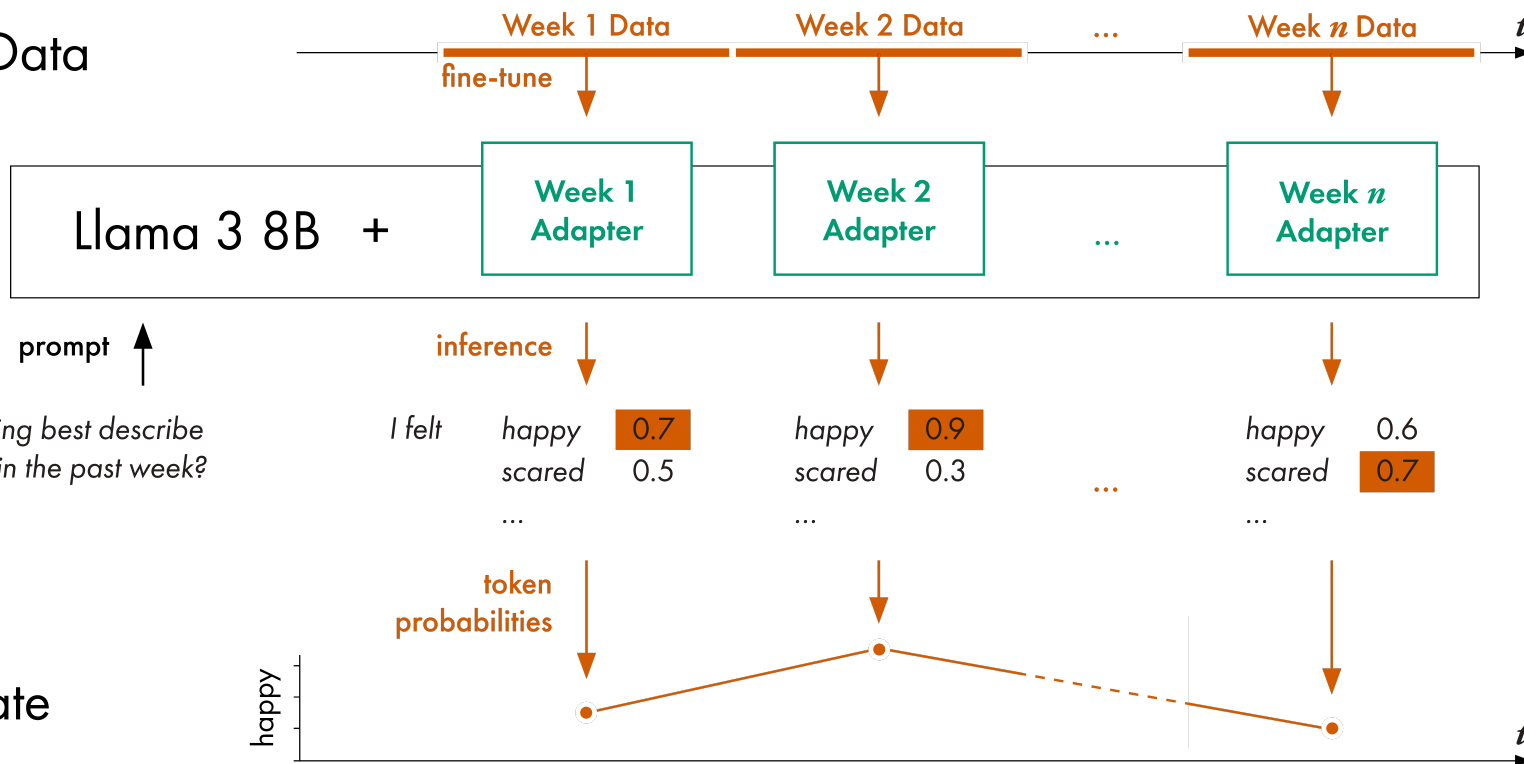 Week 1 Data
Week 2 Data
...
Week n Data
t
Data
fine-tune
Llama 3 8B +
Week 1
Adapter
Week 2
Adapter
...
Week n
Adapter
prompt
inference
ing best describe
in the past week?
I felt
happy 0.7
scared 0.5
...
happy 0.9
scared 0.3
...
...
happy 0.6
scared 0.7
...
token
probabilities
happy
ate
t